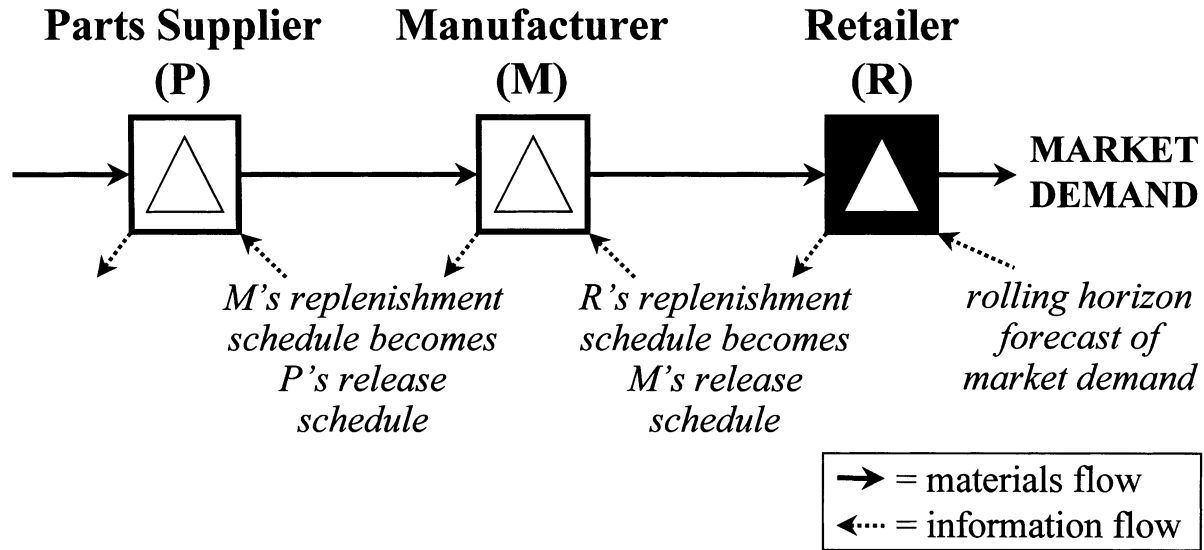 Parts Supplier
(P)
Manufacturer
(M)
Retailer
(R)
MARKET
DEMAND
M's replenishment
schedule becomes
P's release
schedule
R's replenishment
schedule becomes
M's release
schedule
rolling horizon
forecast of
market demand
= materials flow
= information flow